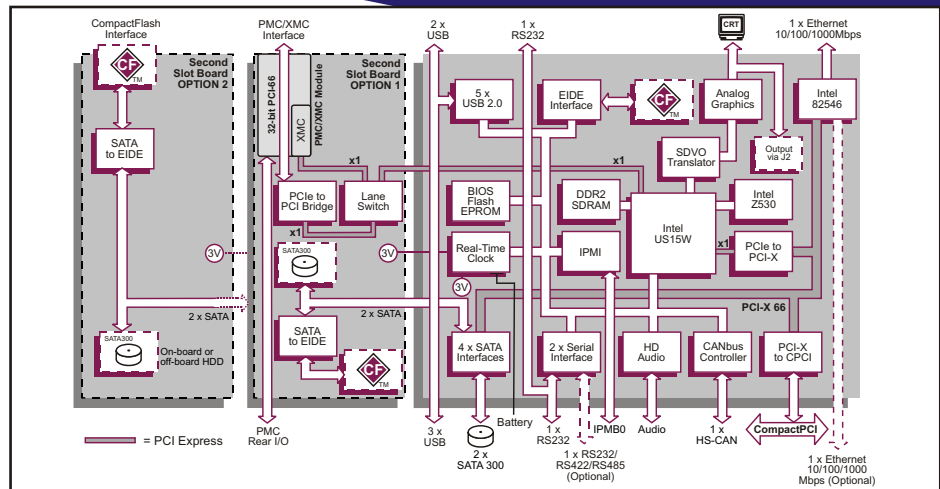 CompactFlash
Interface
PMC/XMC
Interface
2 x
USB
1 x
RS232
CRT
1 x Ethernet
10/100/1000Mbps
CF
TM
Second
Slot Board
OPTION 2
SATA
to EIDE
3V
2 x SATA
SATA300
On-board or
off-board HDD
= PCI Express
32-bit PCI-66
XMC
PMC/XMC Module
Second
Slot Board
OPTION 1
x1
PCIe to
PCI Bridge
Lane
Switch
x1
SATA300
2 x SATA
SATA
to EIDE
CF
TM
PMC
Rear I/O
5 x
USB 2.0
EIDE
Interface
CF
TM
Analog
Graphics
Intel
82546
SDVO
Translator
Output
via J2
x1
BIOS
Flash
EPROM
DDR2
SDRAM
Intel
US15W
Intel
Z530
3V
Real-Time
Clock
IPMI
x1
PCIe to
PCI-X
3V
PCI-X 66
4 x SATA
Interfaces
2 x Serial
Interface
HD
Audio
CANbus
Controller
PCI-X
to CPCI
3 x
USB
Battery
2 x
SATA 300
1 x
RS232
1 x RS232/
RS422/RS485
(Optional)
IPMB0
Audio
1 x
HS-CAN
CompactPCI
1 x Ethernet
10/100/1000
Mbps (Optional)